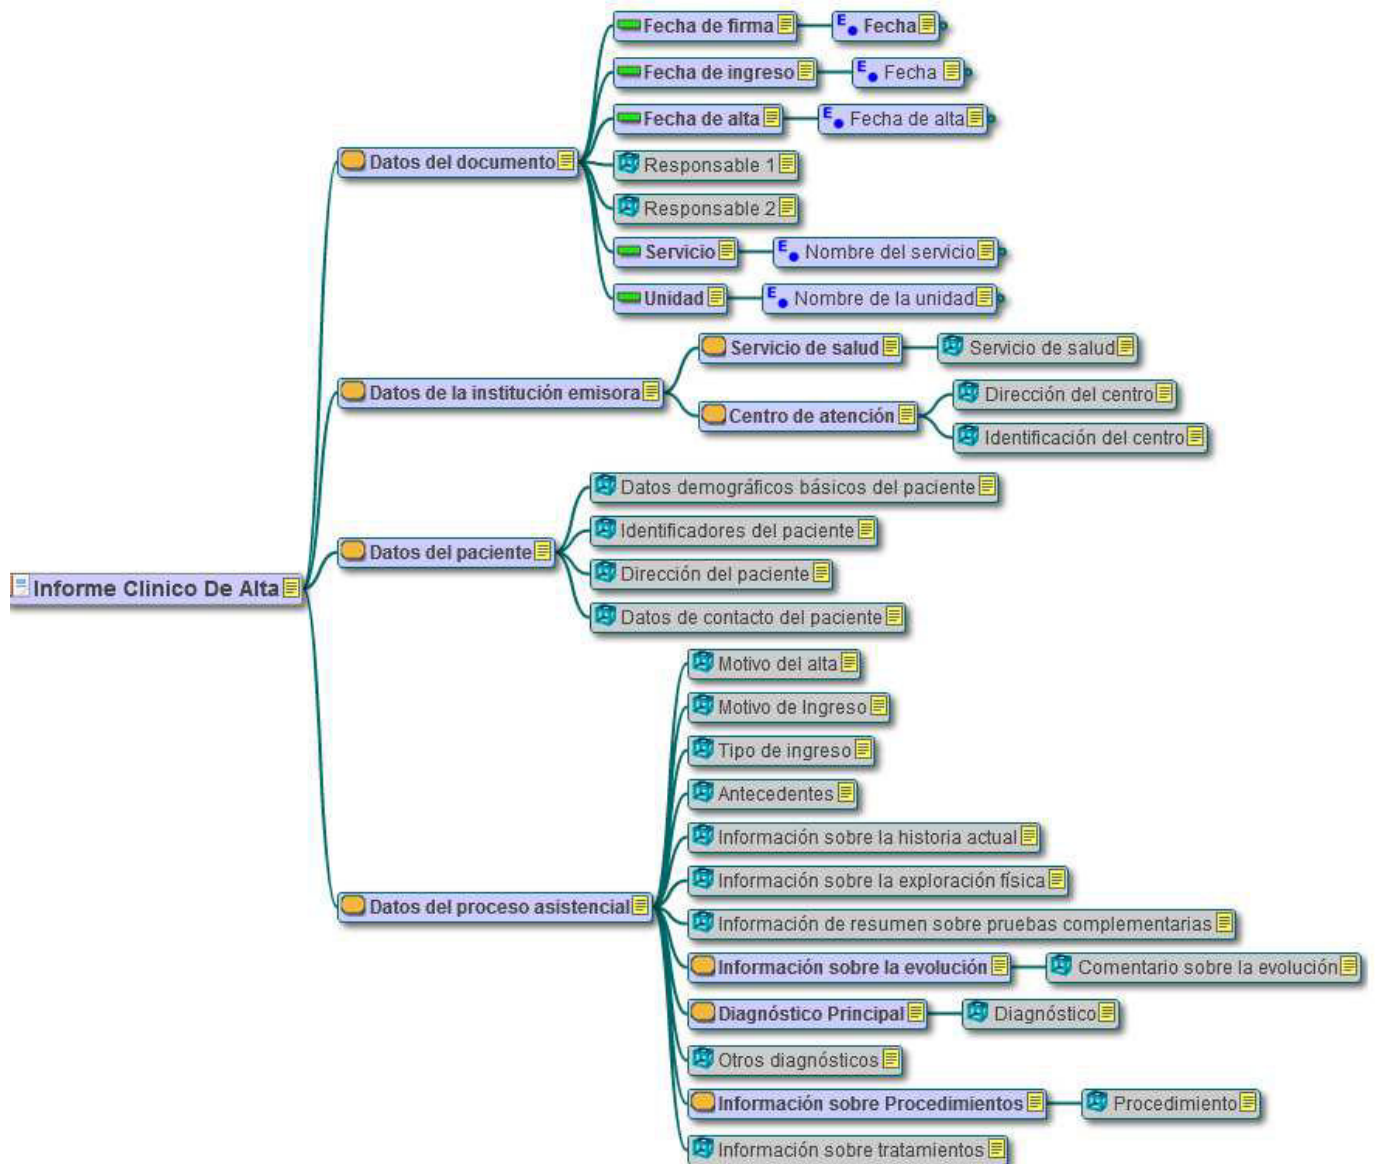 Fecha de firma
E Fecha
Fecha de ingreso
E Fecha
Fecha de alta
E Fecha de alta
Datos del documento
Responsable 1
Responsable 2
Servicio
E Nombre del servicio
Unidad
E Nombre de la unidad
Servicio de salud
Servicio de salud
Datos de la institución emisora
Dirección del centro
Centro de atención
Identificación del centro
Datos demográficos básicos del paciente
Identificadores del paciente
Datos del paciente
Dirección del paciente
Informe Clinico De Alta
Datos de contacto del paciente
Motivo del alta
Motivo de Ingreso
Tipo de ingreso
Antecedentes
Información sobre la historia actual
Información sobre la exploración física
Datos del proceso asistencial
Información de resumen sobre pruebas complementarias
Información sobre la evolución
Comentario sobre la evolución
Diagnóstico Principal
Diagnóstico
Otros diagnósticos
Información sobre Procedimientos
Procedimiento
Información sobre tratamientos